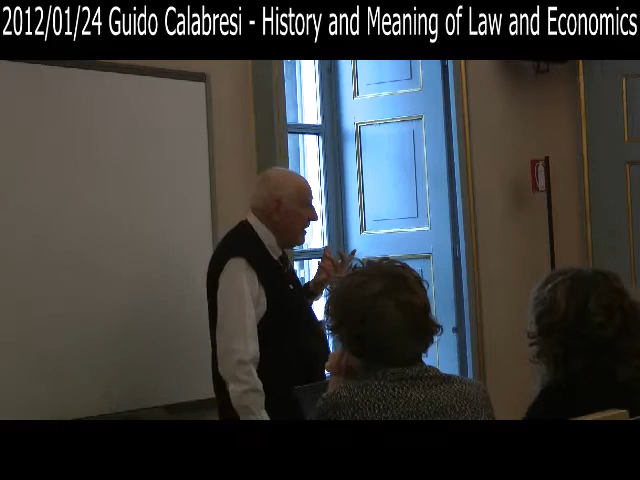 2012/01/24 Guido Calabresi - History and Meaning of Law and Economics